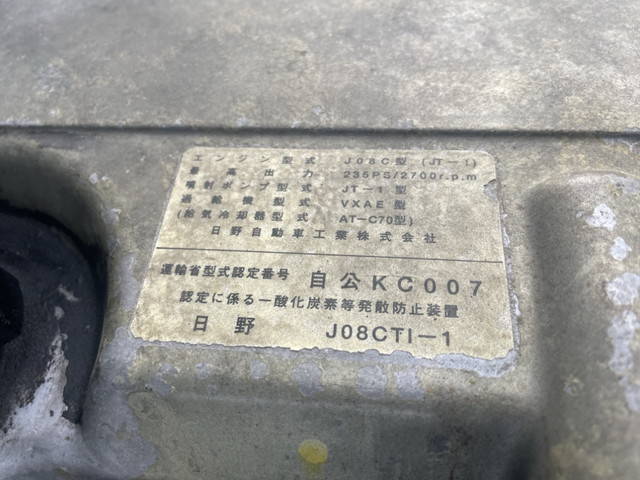 エンジン型式 J08C型 (JT-1)
最高出力 235PS/2700r.p.m
噴射ポンプ型式 JT-1型
過給機型式 VXAE型
(給気冷却器型式 AT-C70型)
日野自動車工業株式会社
運輸省型式認定番号 自公KC007
認定に係る一酸化炭素等発散防止装置
日野 J08CTI-1